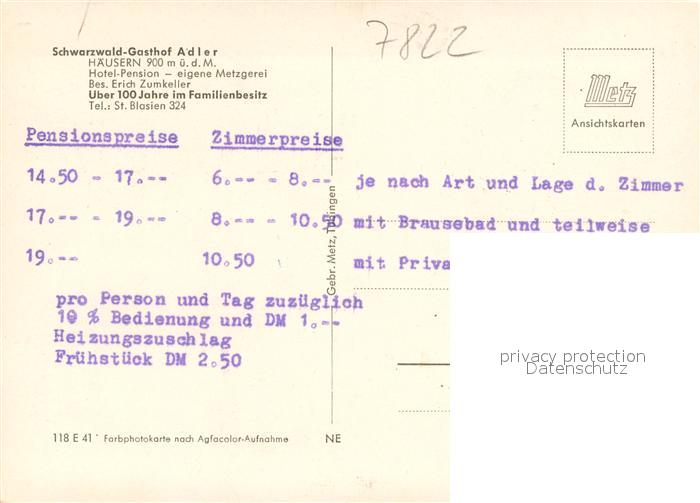 7822
Schwarzwald-Gasthof Adler
HÄUSERN 900 m ü. d. M.
Hotel-Pension – eigene Metzgerei
Bes. Erich Zumkeller
Über 100 Jahre im Familienbesitz
Tel.: St. Blasien 324
Metz
Ansichtskarten
Pensionspreise Zimmerpreise
14.50 - 17.-- 6.-- - 8.-- je nach Art und Lage d. Zimmer
17.-- - 19.-- 8.-- - 10.50 mit Brausebad und teilweise
19.-- 10.50 mit
pro Person und Tag zuzüglich
10 % Bedienung und DM 1.--
Heizungszuschlag
Frühstück DM 2.50
Gebr. Metz, Tübingen
privacy protection
Datenschutz
118 E 41 Farbphotokarte nach Agfacolor-Aufnahme NE